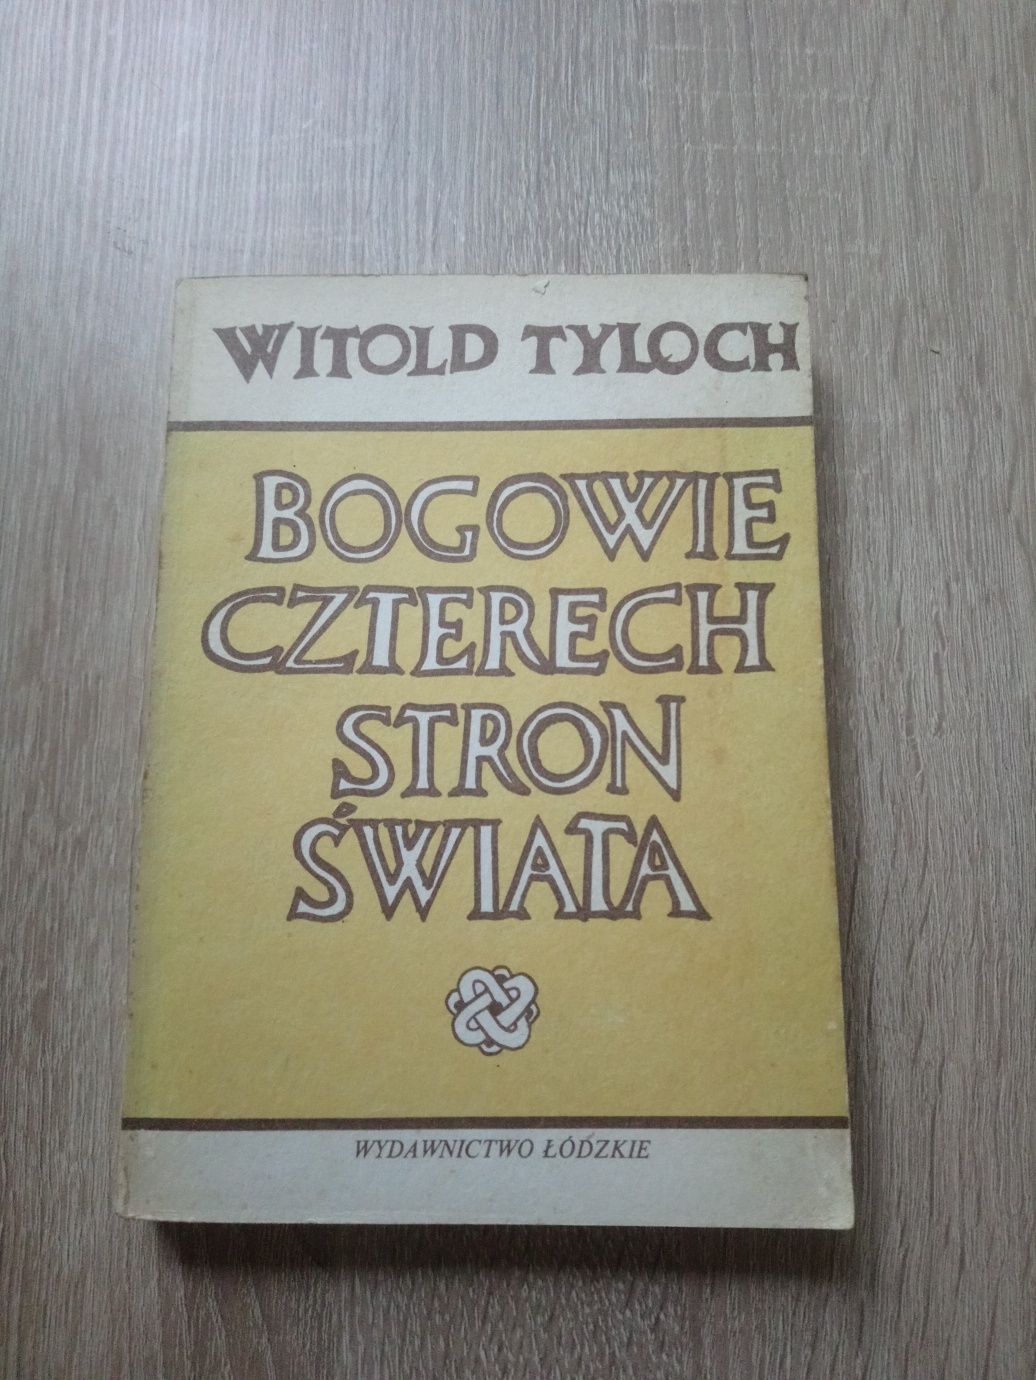 WITOLD TYLOCH
BOGOWIE
CZTERECH
STRON
ŚWIATA
WYDAWNICTWO ŁÓDZKIE